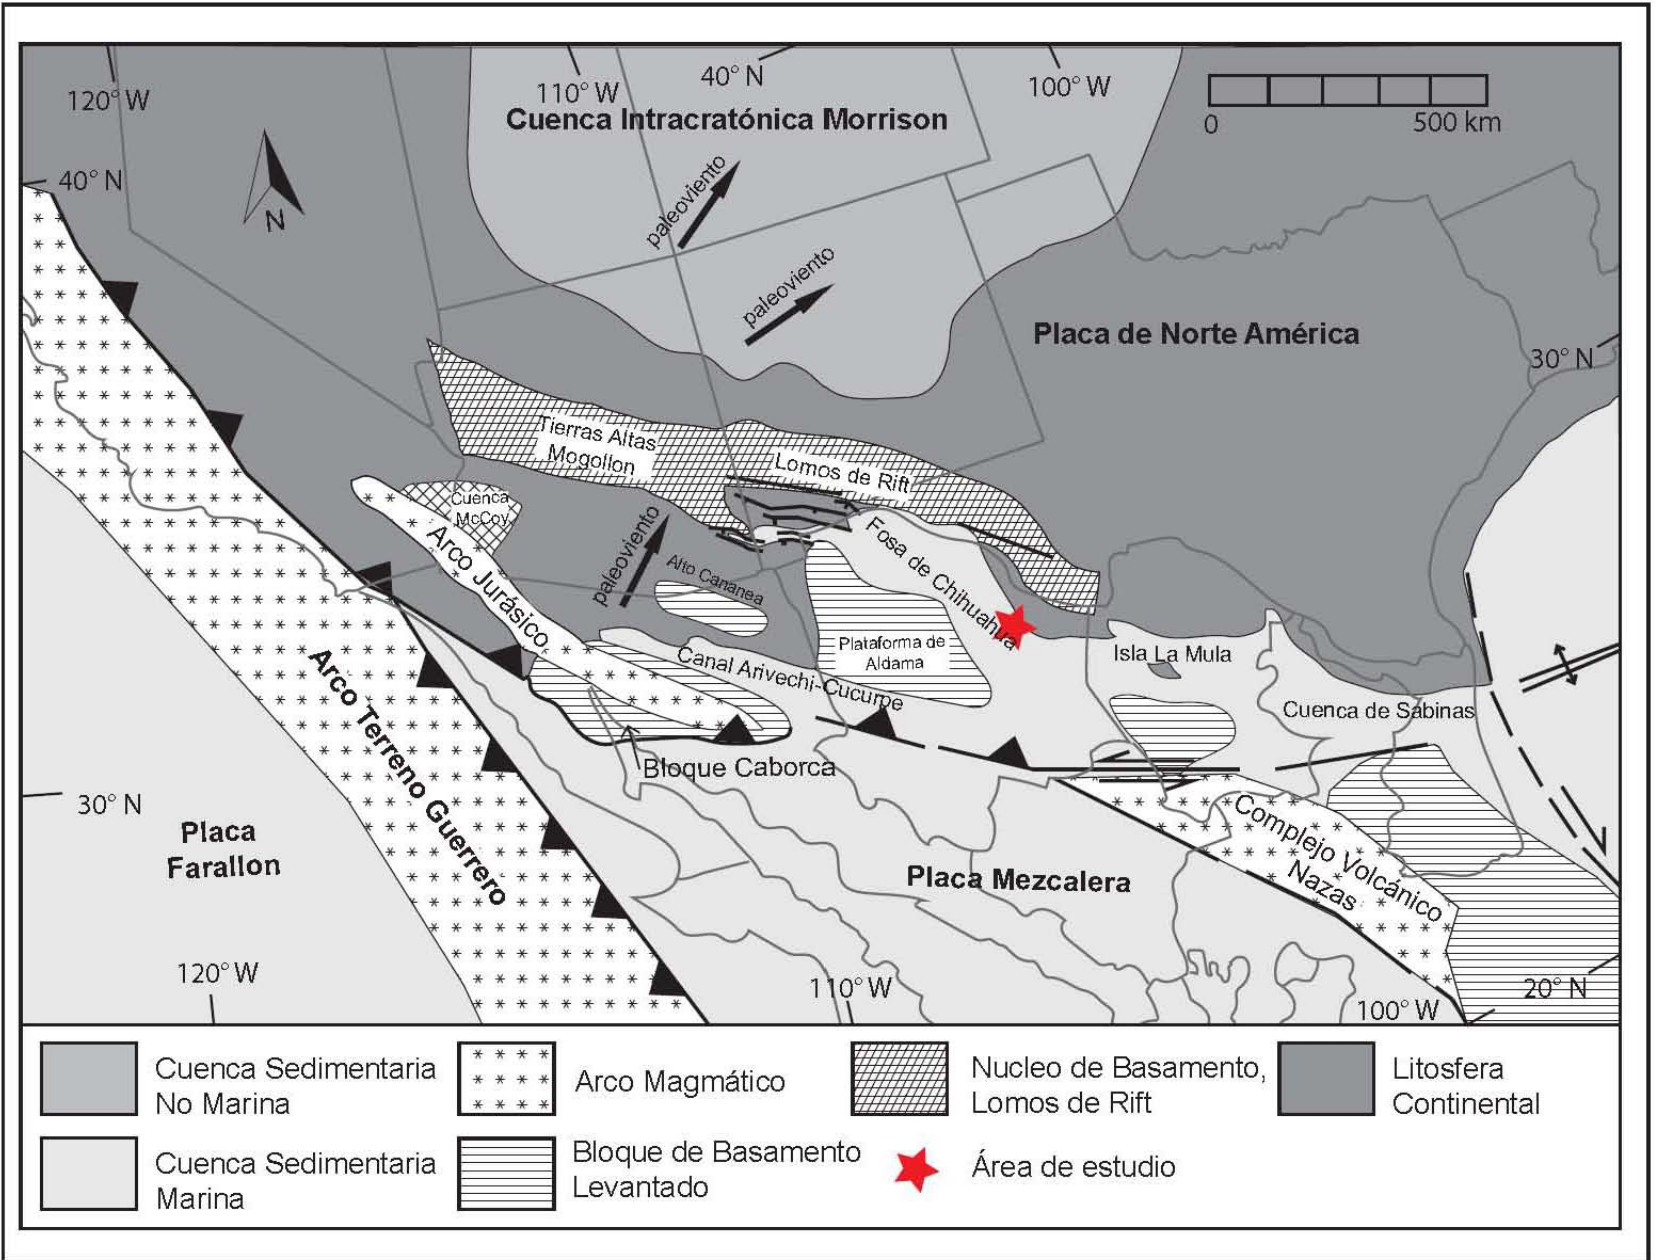 120° W
110° W
40° N
100° W
0
500 km
Cuenca Intracratónica Morrison
40° N
N
paleoviento
paleoviento
Placa de Norte América
30° N
Tierras Altas
Mogollon
Lomos de Rift
Cuenca
McCoy
Arco Jurásico
paleoviento
Alto Cananea
Fosa de Chihuahua
Plataforma de
Aldama
Isla La Mula
Canal Arivechi-Cucurpe
Cuenca de Sabinas
Arco Terreno Guerrero
Bloque Caborca
30° N
Placa
Farallon
Placa Mezcalera
Complejo Volcánico
Nazas
120° W
110° W
100° W
20° N
Cuenca Sedimentaria
No Marina
Arco Magmático
Nucleo de Basamento,
Lomos de Rift
Litosfera
Continental
Cuenca Sedimentaria
Marina
Bloque de Basamento
Levantado
Área de estudio